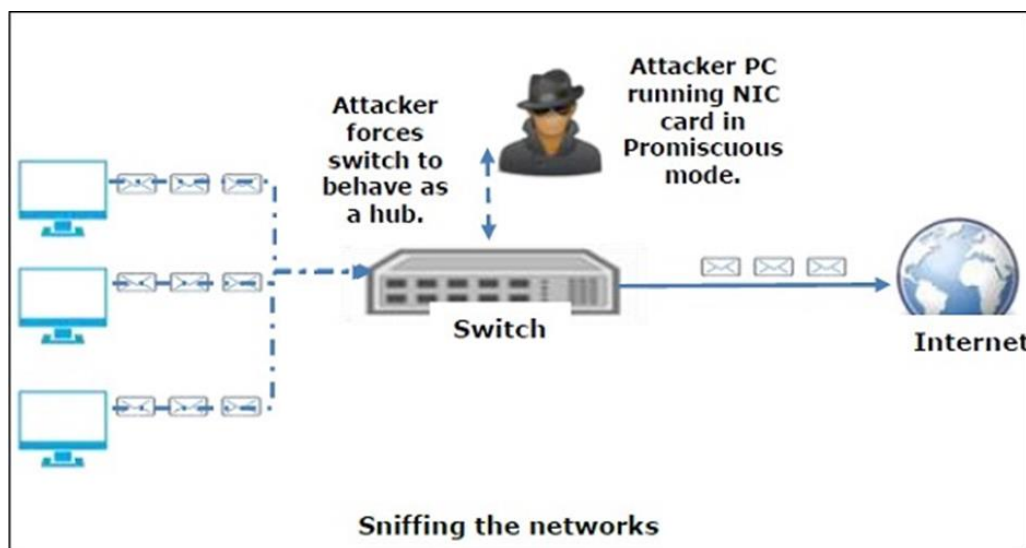 Attacker
forces
switch to
behave as
a hub.
Attacker PC
running NIC
card in
Promiscuous
mode.
Switch
Internet
Sniffing the networks